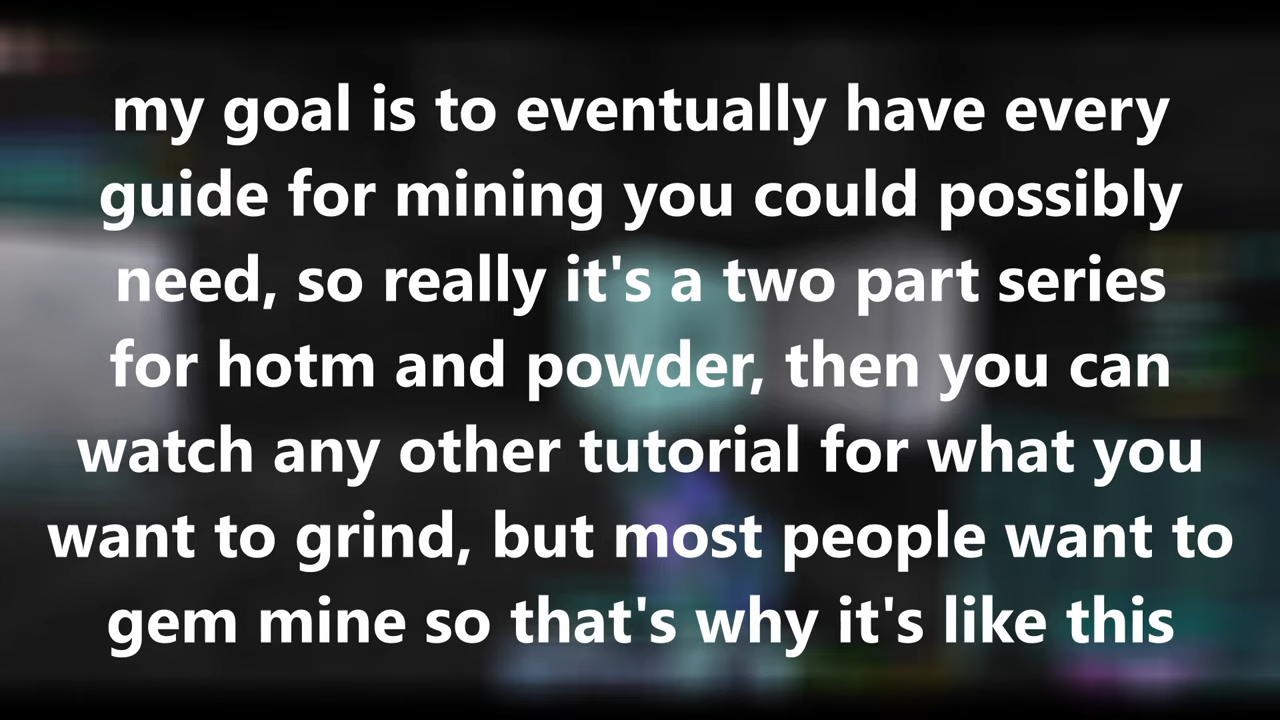 my goal is to eventually have every
guide for mining you could possibly
need, so really it's a two part series
for hotm and powder, then you can
watch any other tutorial for what you
want to grind, but most people want to
gem mine so that's why it's like this